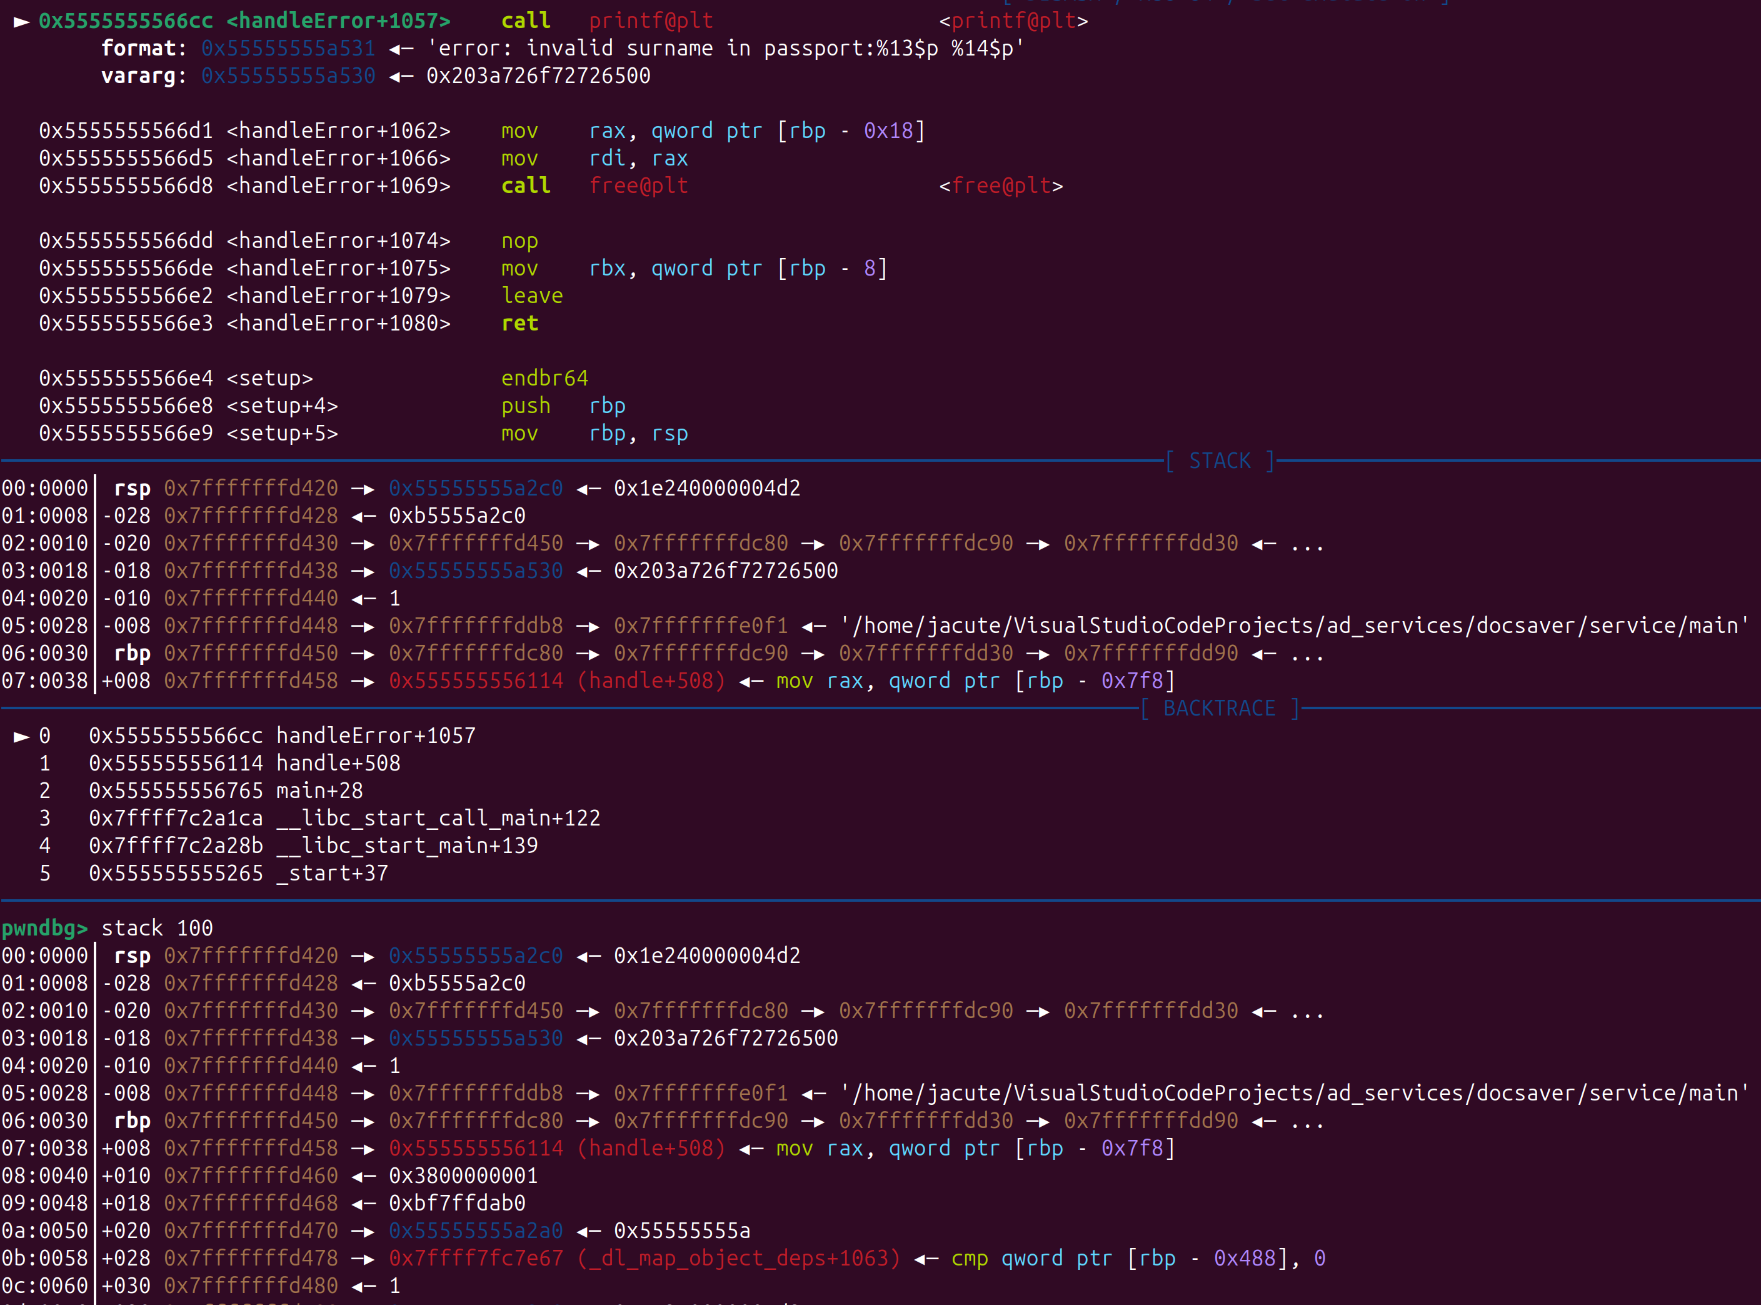 ► 0x5555555566cc <handleError+1057>    call   printf@plt                  <printf@plt>
        format: 0x55555555a531 ◂— 'error: invalid surname in passport:%13$p %14$p'
        vararg: 0x55555555a530 ◂— 0x203a726f72726500
   0x5555555566d1 <handleError+1062>    mov    rax, qword ptr [rbp - 0x18]
   0x5555555566d5 <handleError+1066>    mov    rdi, rax
   0x5555555566d8 <handleError+1069>    call   free@plt                    <free@plt>
   0x5555555566dd <handleError+1074>    nop
   0x5555555566de <handleError+1075>    mov    rbx, qword ptr [rbp - 8]
   0x5555555566e2 <handleError+1079>    leave
   0x5555555566e3 <handleError+1080>    ret
   0x5555555566e4 <setup>               endbr64
   0x5555555566e8 <setup+4>             push   rbp
   0x5555555566e9 <setup+5>             mov    rbp, rsp
[ STACK ]
00:0000│ rsp 0x7fffffffd420 —▸ 0x55555555a2c0 ◂— 0x1e240000004d2
01:0008│-028 0x7fffffffd428 ◂— 0xb5555a2c0
02:0010│-020 0x7fffffffd430 —▸ 0x7fffffffd450 —▸ 0x7fffffffdc80 —▸ 0x7fffffffdc90 —▸ 0x7fffffffdd30 ◂— ...
03:0018│-018 0x7fffffffd438 —▸ 0x55555555a530 ◂— 0x203a726f72726500
04:0020│-010 0x7fffffffd440 ◂— 1
05:0028│-008 0x7fffffffd448 —▸ 0x7fffffffddb8 —▸ 0x7fffffffe0f1 ◂— '/home/jacute/VisualStudioCodeProjects/ad_services/docsaver/service/main'
06:0030│ rbp 0x7fffffffd450 —▸ 0x7fffffffdc80 —▸ 0x7fffffffdc90 —▸ 0x7fffffffdd30 —▸ 0x7fffffffdd90 ◂— ...
07:0038│+008 0x7fffffffd458 —▸ 0x555555556114 (handle+508) ◂— mov rax, qword ptr [rbp - 0x7f8]
[ BACKTRACE ]
► 0   0x5555555566cc handleError+1057
   1   0x555555556114 handle+508
   2   0x555555556765 main+28
   3   0x7ffff7c2a1ca __libc_start_call_main+122
   4   0x7ffff7c2a28b __libc_start_main+139
   5   0x555555555265 _start+37
pwndbg> stack 100
00:0000│ rsp 0x7fffffffd420 —▸ 0x55555555a2c0 ◂— 0x1e240000004d2
01:0008│-028 0x7fffffffd428 ◂— 0xb5555a2c0
02:0010│-020 0x7fffffffd430 —▸ 0x7fffffffd450 —▸ 0x7fffffffdc80 —▸ 0x7fffffffdc90 —▸ 0x7fffffffdd30 ◂— ...
03:0018│-018 0x7fffffffd438 —▸ 0x55555555a530 ◂— 0x203a726f72726500
04:0020│-010 0x7fffffffd440 ◂— 1
05:0028│-008 0x7fffffffd448 —▸ 0x7fffffffddb8 —▸ 0x7fffffffe0f1 ◂— '/home/jacute/VisualStudioCodeProjects/ad_services/docsaver/service/main'
06:0030│ rbp 0x7fffffffd450 —▸ 0x7fffffffdc80 —▸ 0x7fffffffdc90 —▸ 0x7fffffffdd30 —▸ 0x7fffffffdd90 ◂— ...
07:0038│+008 0x7fffffffd458 —▸ 0x555555556114 (handle+508) ◂— mov rax, qword ptr [rbp - 0x7f8]
08:0040│+010 0x7fffffffd460 ◂— 0x3800000001
09:0048│+018 0x7fffffffd468 ◂— 0xbf7ffdab0
0a:0050│+020 0x7fffffffd470 —▸ 0x55555555a2a0 ◂— 0x55555555a
0b:0058│+028 0x7fffffffd478 —▸ 0x7ffff7fc7e67 (_dl_map_object_deps+1063) ◂— cmp qword ptr [rbp - 0x488], 0
0c:0060│+030 0x7fffffffd480 ◂— 1